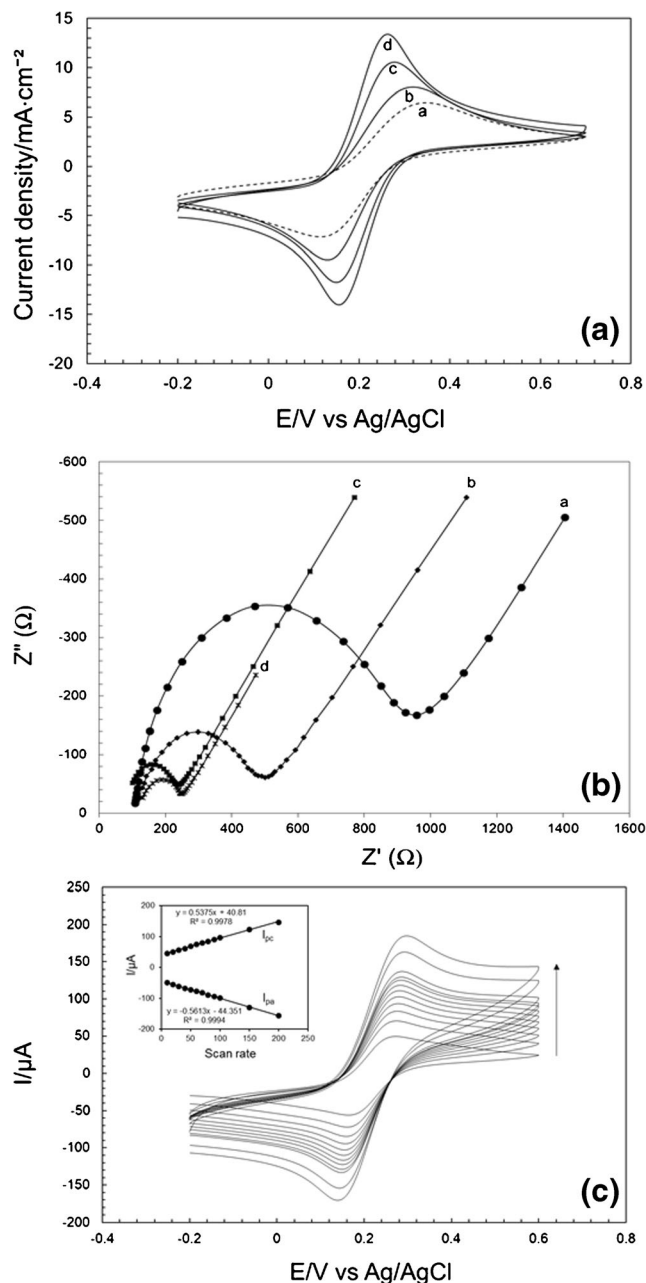 15
10
5
0
-5
-10
-15
-20
Current density/mA·cm⁻²
d
c
b
a
(a)
-0.4 -0.2 0 0.2 0.4 0.6 0.8
E/V vs Ag/AgCl
-600
-500
-400
-300
-200
-100
0
Z" (Ω)
c
b
a
d
(b)
0 200 400 600 800 1000 1200 1400 1600
Z' (Ω)
250
200
150
100
50
0
-50
-100
-150
-200
I/µA
200
100
0
-100
-200
I/µA
y = 0.5375x + 40.81
R² = 0.9978
Ipc
Ipa
y = -0.5613x - 44.351
R² = 0.9994
0 50 100 150 200 250
Scan rate
(c)
-0.4 -0.2 0 0.2 0.4 0.6 0.8
E/V vs Ag/AgCl